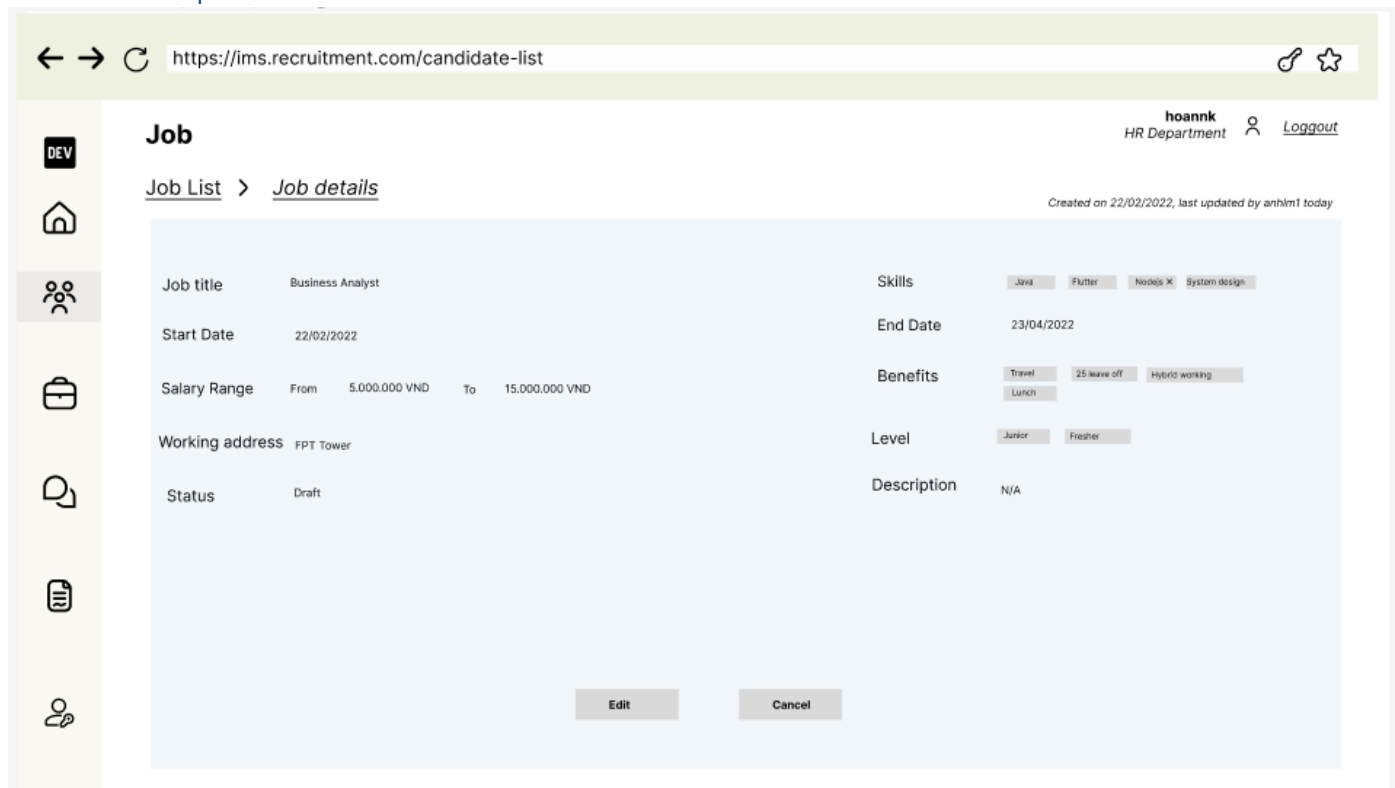 https://ims.recruitment.com/candidate-list
DEV
Job
hoannk
HR Department
Loggout
Job List > Job details
Created on 22/02/2022, last updated by anhlm1 today
Job title Business Analyst
Skills Java Flutter Nodejs ✕ System design
Start Date 22/02/2022
End Date 23/04/2022
Salary Range From 5.000.000 VND To 15.000.000 VND
Benefits Travel 25 leave off Hybrid working
Lunch
Working address FPT Tower
Level Junior Fresher
Status Draft
Description N/A
Edit Cancel